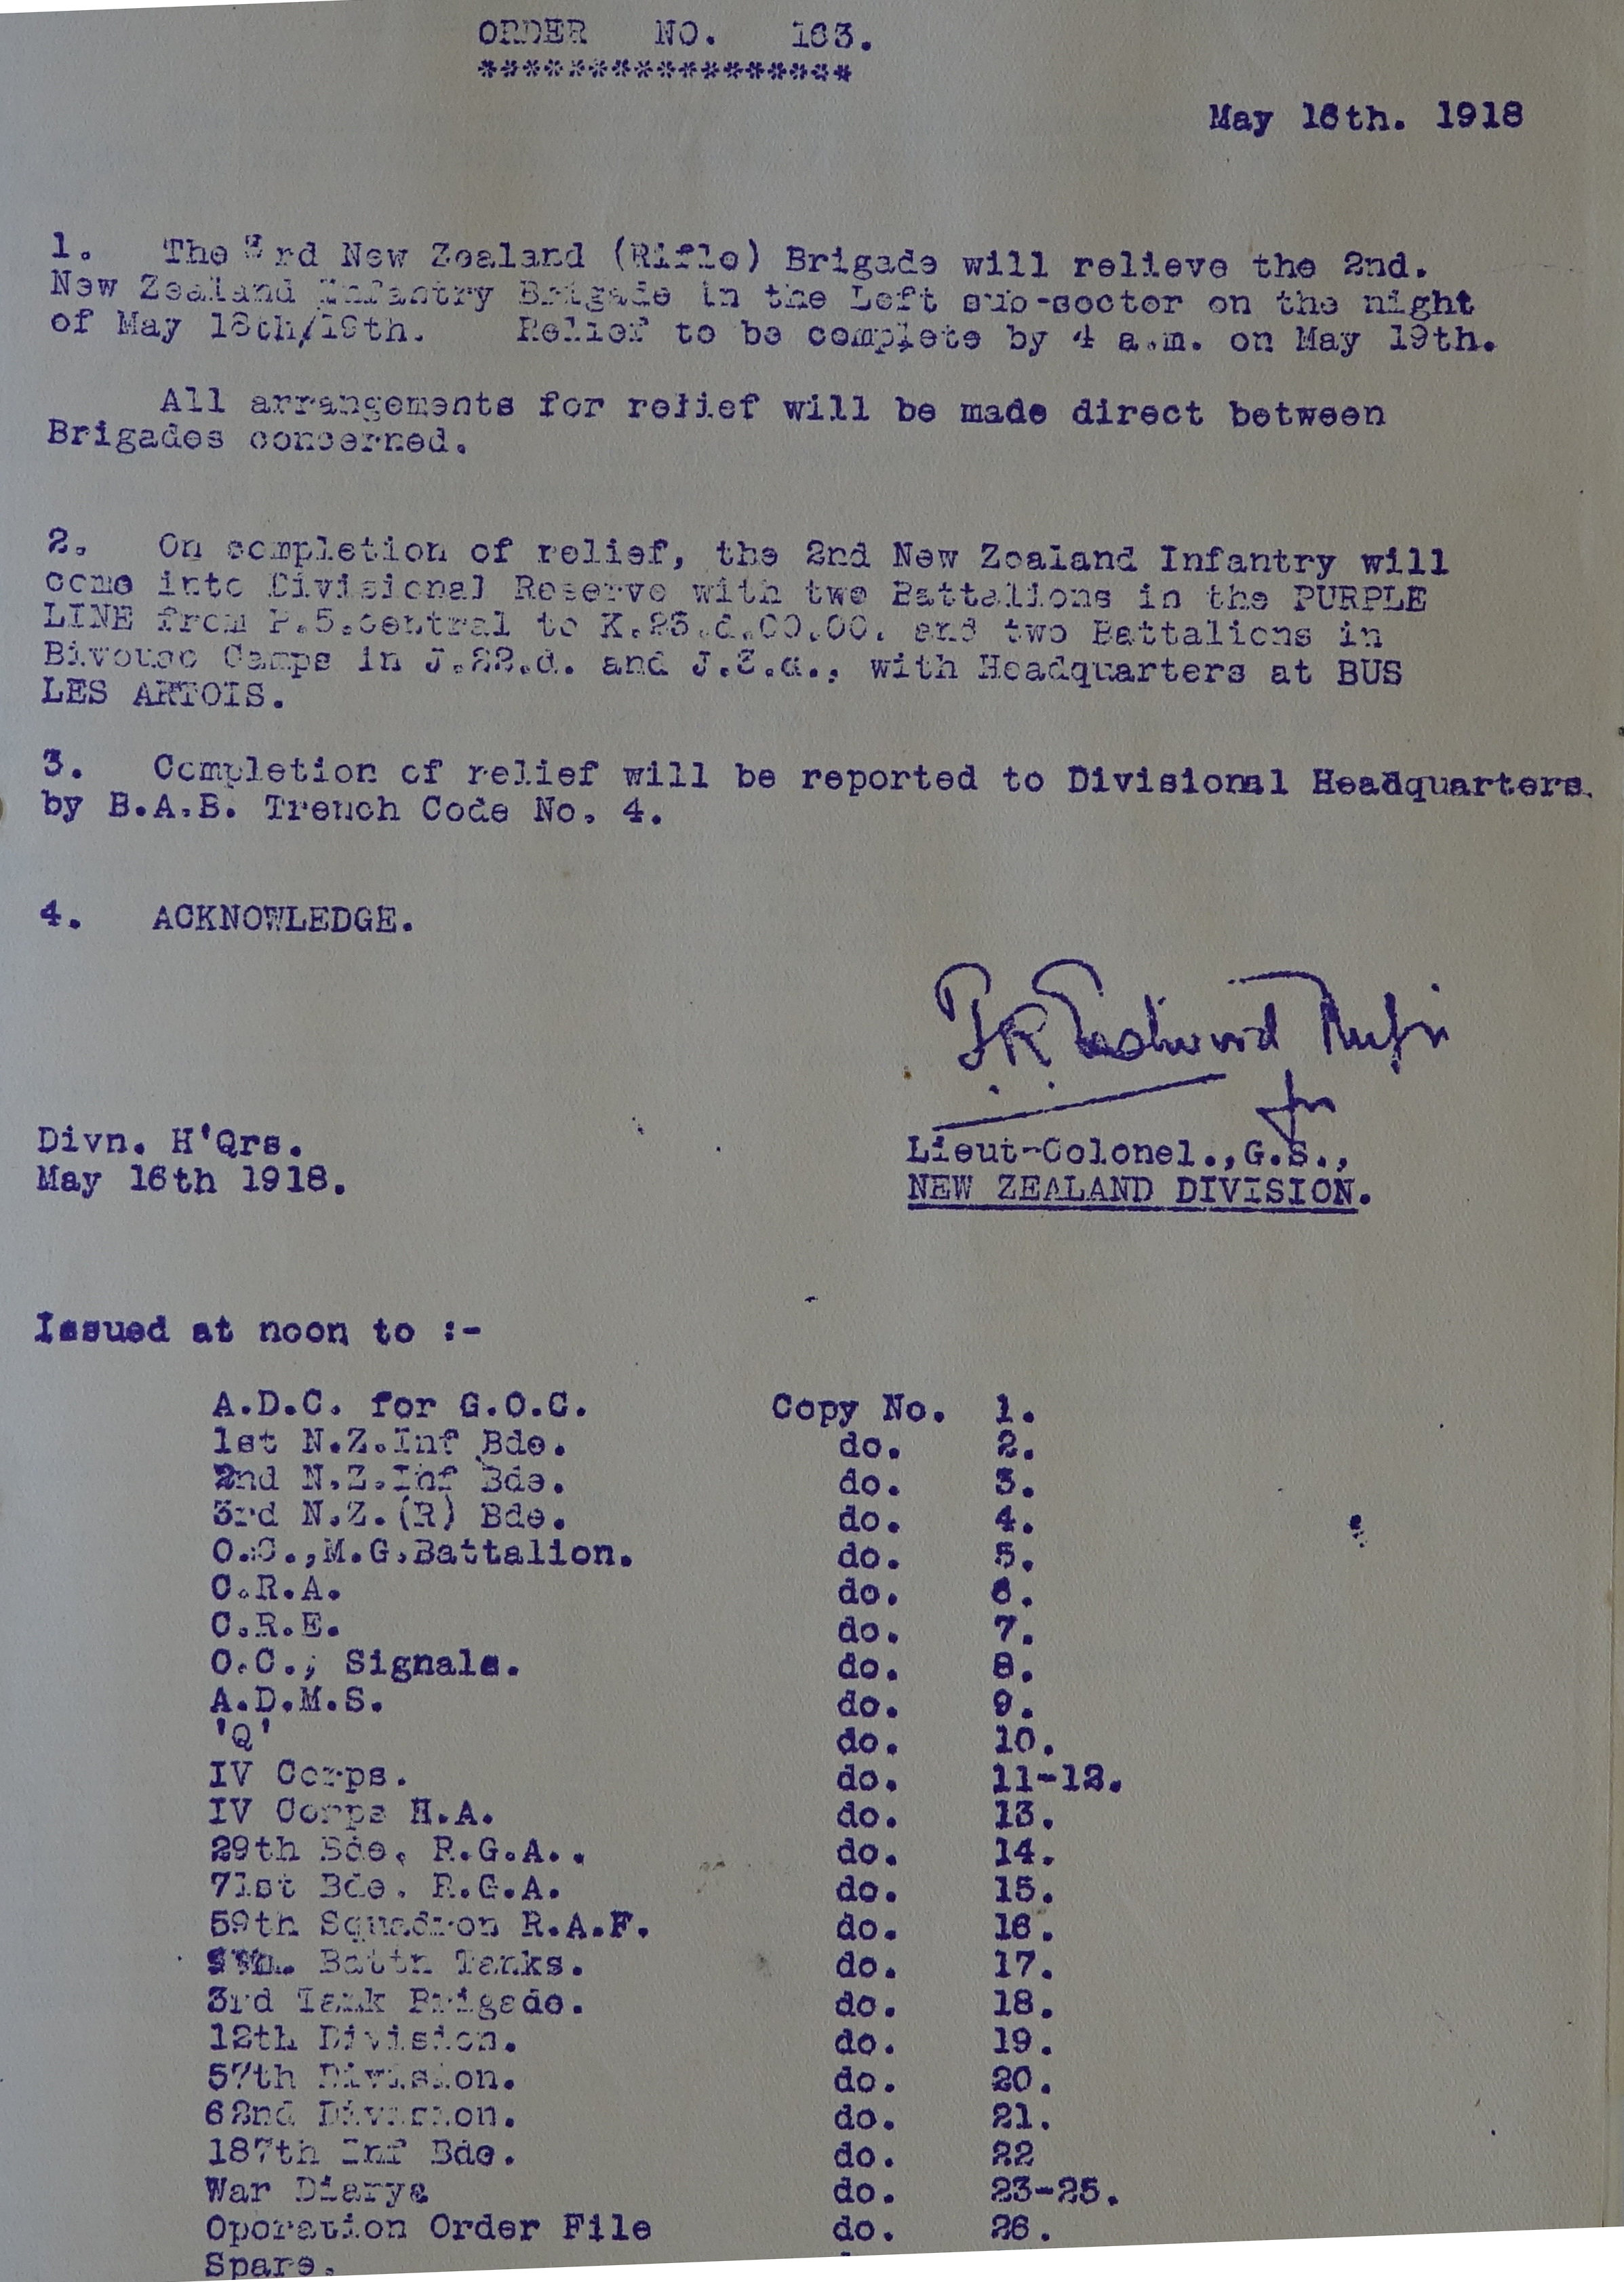 ORDER NO. 163.
******************
May 16th. 1918
1. The 3rd New Zealand (Rifle) Brigade will relieve the 2nd.
New Zealand Infantry Brigade in the Left sub-sector on the night
of May 18th/19th. Relief to be complete by 4 a.m. on May 19th.
All arrangements for relief will be made direct between
Brigades concerned.
2. On completion of relief, the 2nd New Zealand Infantry will
come into Divisional Reserve with two Battalions in the PURPLE
LINE from P.5.central to K.23.d.00.00. and two Battalions in
Bivouac Camps in J.22.d. and with Headquarters at BUS
LES ARTOIS.
3. Completion of relief will be reported to Divisional Headquarters.
by B.A.B. Trench Code No. 4.
4. ACKNOWLEDGE.
T.R. Eastwood
for
Divn. H'Qrs.
Lieut-Colonel.,G.S.,
May 16th 1918.
NEW ZEALAND DIVISION.
Issued at noon to :-
A.D.C. for G.O.C. Copy No. 1.
1st N.Z.Inf Bde. do. 2.
2nd N.Z.Inf Bde. do. 3.
3rd N.Z.(R) Bde. do. 4.
O.C.,M.G.Battalion. do. 5.
C.R.A. do. 6.
C.R.E. do. 7.
O.C., Signals. do. 8.
A.D.M.S. do. 9.
'Q' do. 10.
IV Corps. do. 11-12.
IV Corps H.A. do. 13.
29th Bde. R.G.A.. do. 14.
71st Bde. R.G.A. do. 15.
59th Squadron R.A.F. do. 16.
Battn Tanks. do. 17.
3rd Tank Brigade. do. 18.
12th Division. do. 19.
57th Division. do. 20.
62nd Division. do. 21.
187th Inf Bde. do. 22
War Diarys do. 23-25.
Operation Order File do. 26.
Spare.